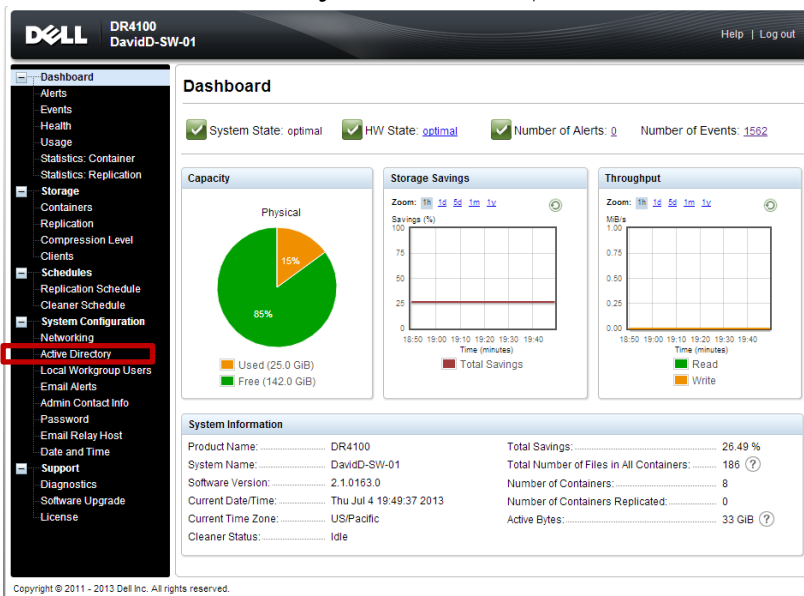 DELL
DR4100
DavidD-SW-01
Help | Log out
Dashboard
Alerts
Events
Health
Usage
Statistics: Container
Statistics: Replication
Storage
Containers
Replication
Compression Level
Clients
Schedules
Replication Schedule
Cleaner Schedule
System Configuration
Networking
Active Directory
Local Workgroup Users
Email Alerts
Admin Contact Info
Password
Email Relay Host
Date and Time
Support
Diagnostics
Software Upgrade
License
Dashboard
System State: optimal HW State: optimal Number of Alerts: 0 Number of Events: 1562
Capacity
Physical
15%
85%
Used (25.0 GiB)
Free (142.0 GiB)
Storage Savings
Zoom: 1h 1d 5d 1m 1y
Savings (%)
100
75
50
25
0
18:50 19:00 19:10 19:20 19:30 19:40
Time (minutes)
Total Savings
Throughput
Zoom: 1h 1d 5d 1m 1y
MiB/s
1.00
0.75
0.50
0.25
0.00
18:50 19:00 19:10 19:20 19:30 19:40
Time (minutes)
Read
Write
System Information
Product Name: DR4100
System Name: DavidD-SW-01
Software Version: 2.1.0163.0
Current Date/Time: Thu Jul 4 19:49:37 2013
Current Time Zone: US/Pacific
Cleaner Status: Idle
Total Savings: 26.49 %
Total Number of Files in All Containers: 186 ?
Number of Containers: 8
Number of Containers Replicated: 0
Active Bytes: 33 GiB ?
Copyright © 2011 - 2013 Dell Inc. All rights reserved.